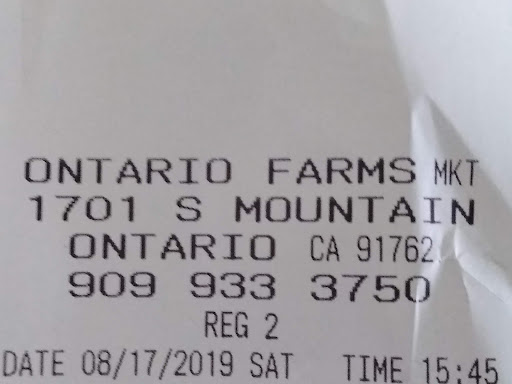 ONTARIO FARMS MKT
1701 S MOUNTAIN
ONTARIO CA 91762
909 933 3750
REG 2
DATE 08/17/2019 SAT TIME 15:45